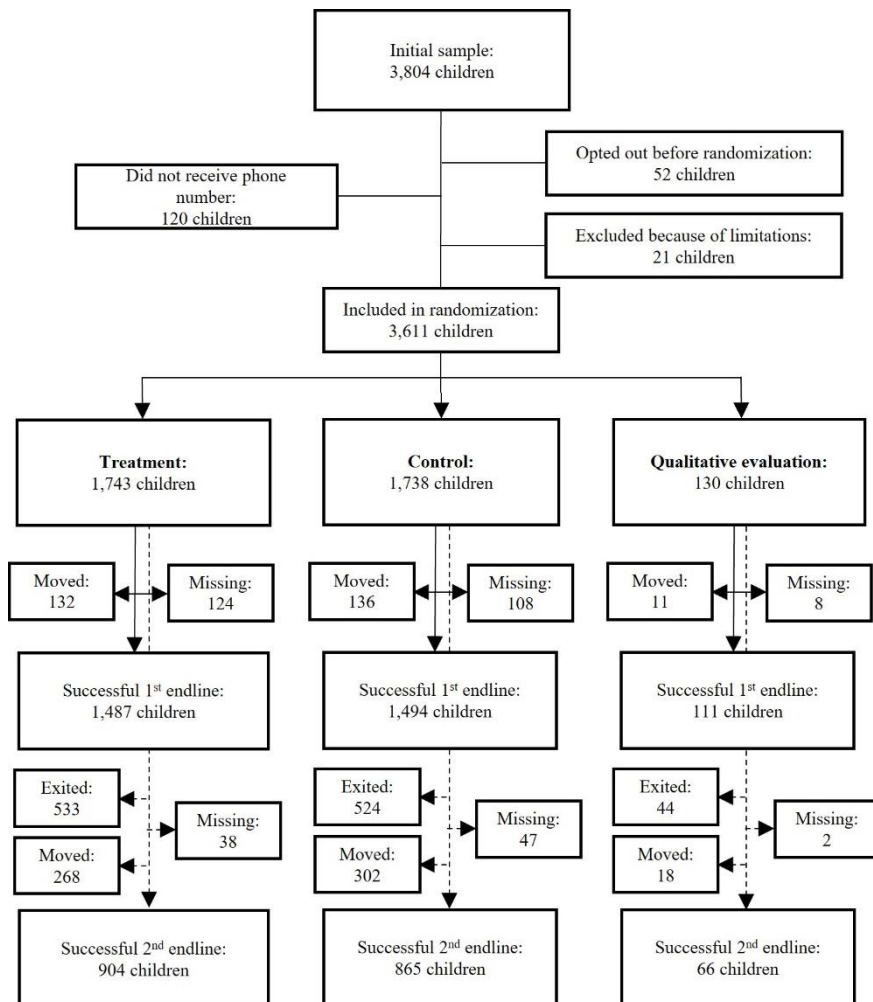 Initial sample:
3,804 children
Opted out before randomization:
52 children
Did not receive phone
number:
120 children
Excluded because of limitations:
21 children
Included in randomization:
3,611 children
Treatment:
1,743 children
Control:
1,738 children
Qualitative evaluation:
130 children
Moved:
132
Missing:
124
Moved:
136
Missing:
108
Moved:
11
Missing:
8
Successful 1st endline:
1,487 children
Successful 1st endline:
1,494 children
Successful 1st endline:
111 children
Exited:
533
Missing:
38
Moved:
268
Exited:
524
Missing:
47
Moved:
302
Exited:
44
Missing:
2
Moved:
18
Successful 2nd endline:
904 children
Successful 2nd endline:
865 children
Successful 2nd endline:
66 children